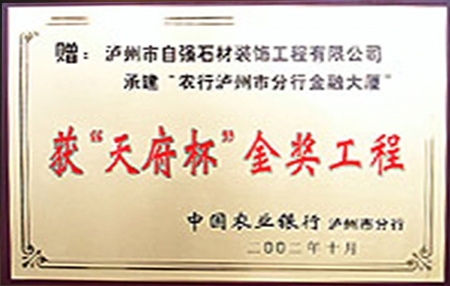 赠：泸州市自强石材装饰工程有限公司
承建“农行泸州市分行金融大厦”
获“天府杯”金奖工程
中国农业银行 泸州市分行
二〇〇二年十月